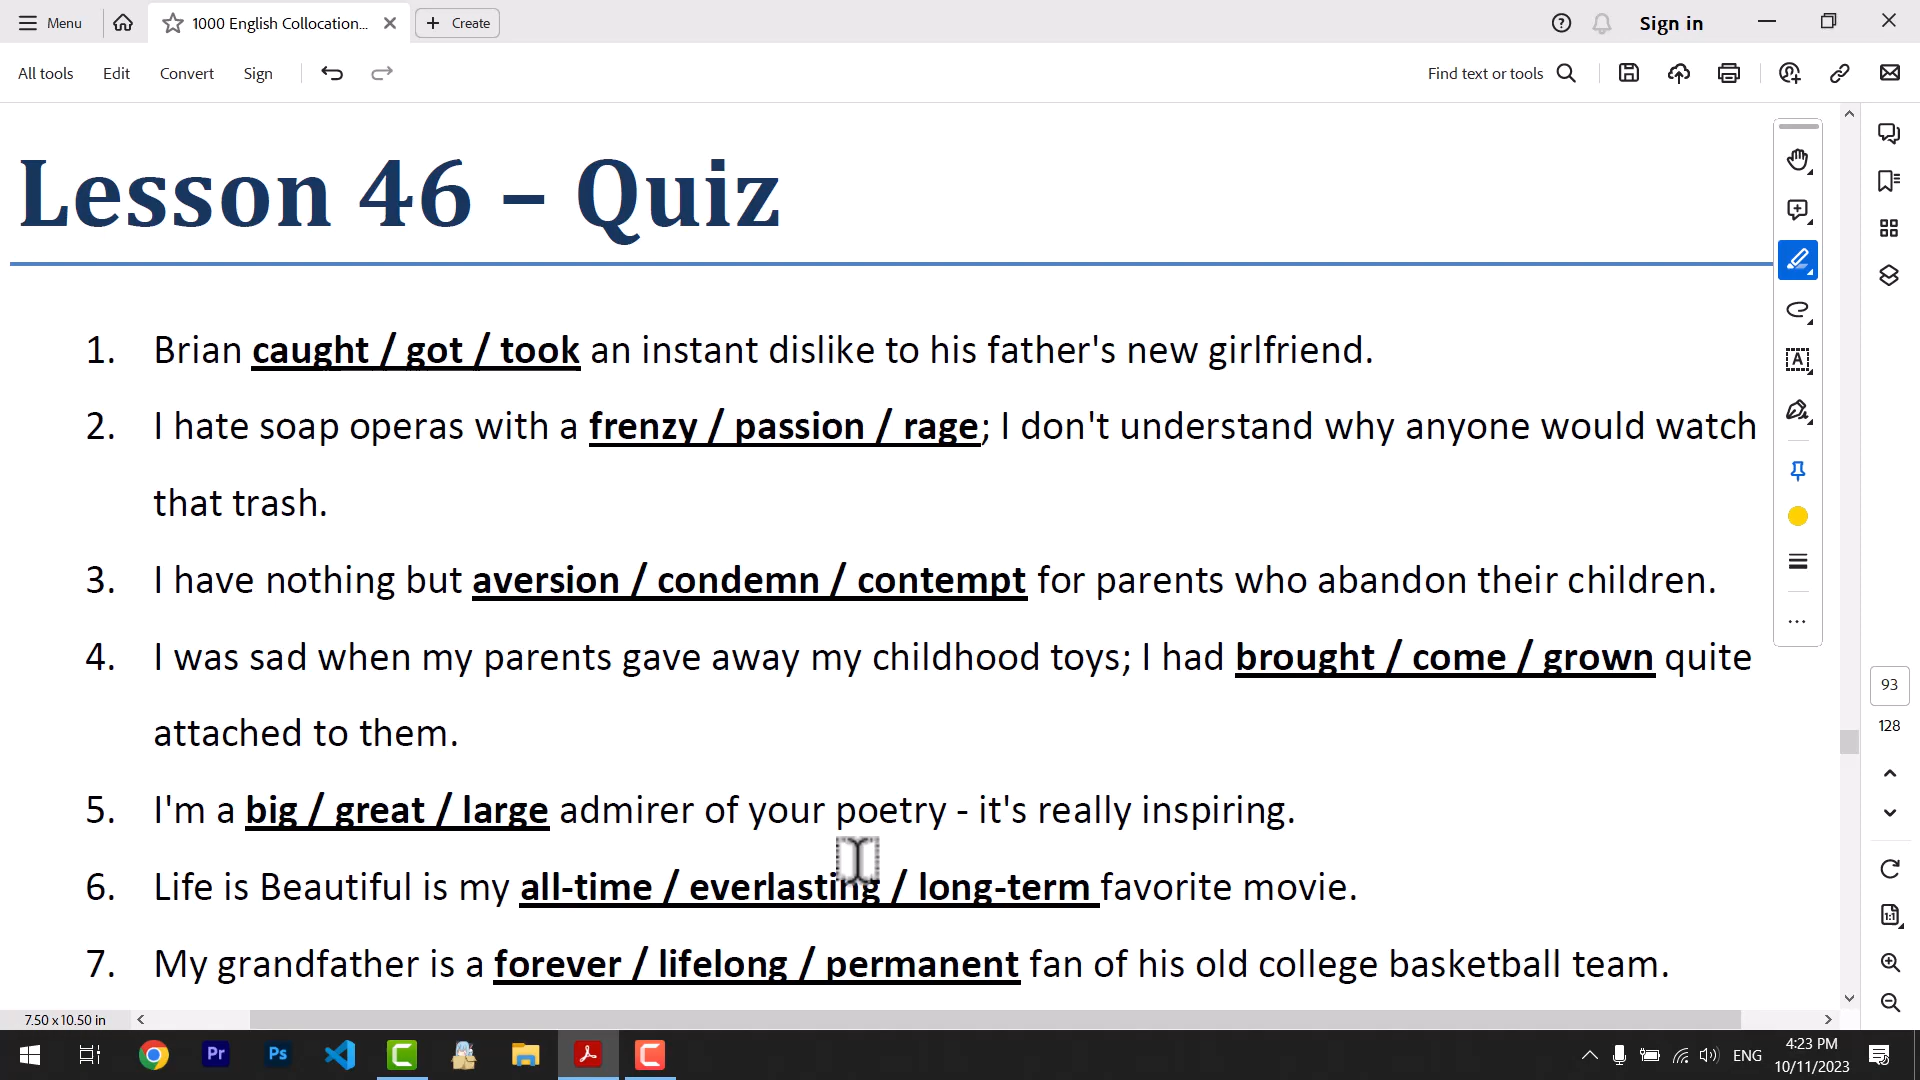 Menu
1000 English Collocation...
Create
Sign in
All tools
Edit
Convert
Sign
Find text or tools
Lesson 46 – Quiz
1. Brian caught / got / took an instant dislike to his father's new girlfriend.
2. I hate soap operas with a frenzy / passion / rage; I don't understand why anyone would watch
that trash.
3. I have nothing but aversion / condemn / contempt for parents who abandon their children.
4. I was sad when my parents gave away my childhood toys; I had brought / come / grown quite
attached to them.
5. I'm a big / great / large admirer of your poetry - it's really inspiring.
6. Life is Beautiful is my all-time / everlasting / long-term favorite movie.
7. My grandfather is a forever / lifelong / permanent fan of his old college basketball team.
93
128
7.50 x 10.50 in
Pr
Ps
ENG
4:23 PM
10/11/2023